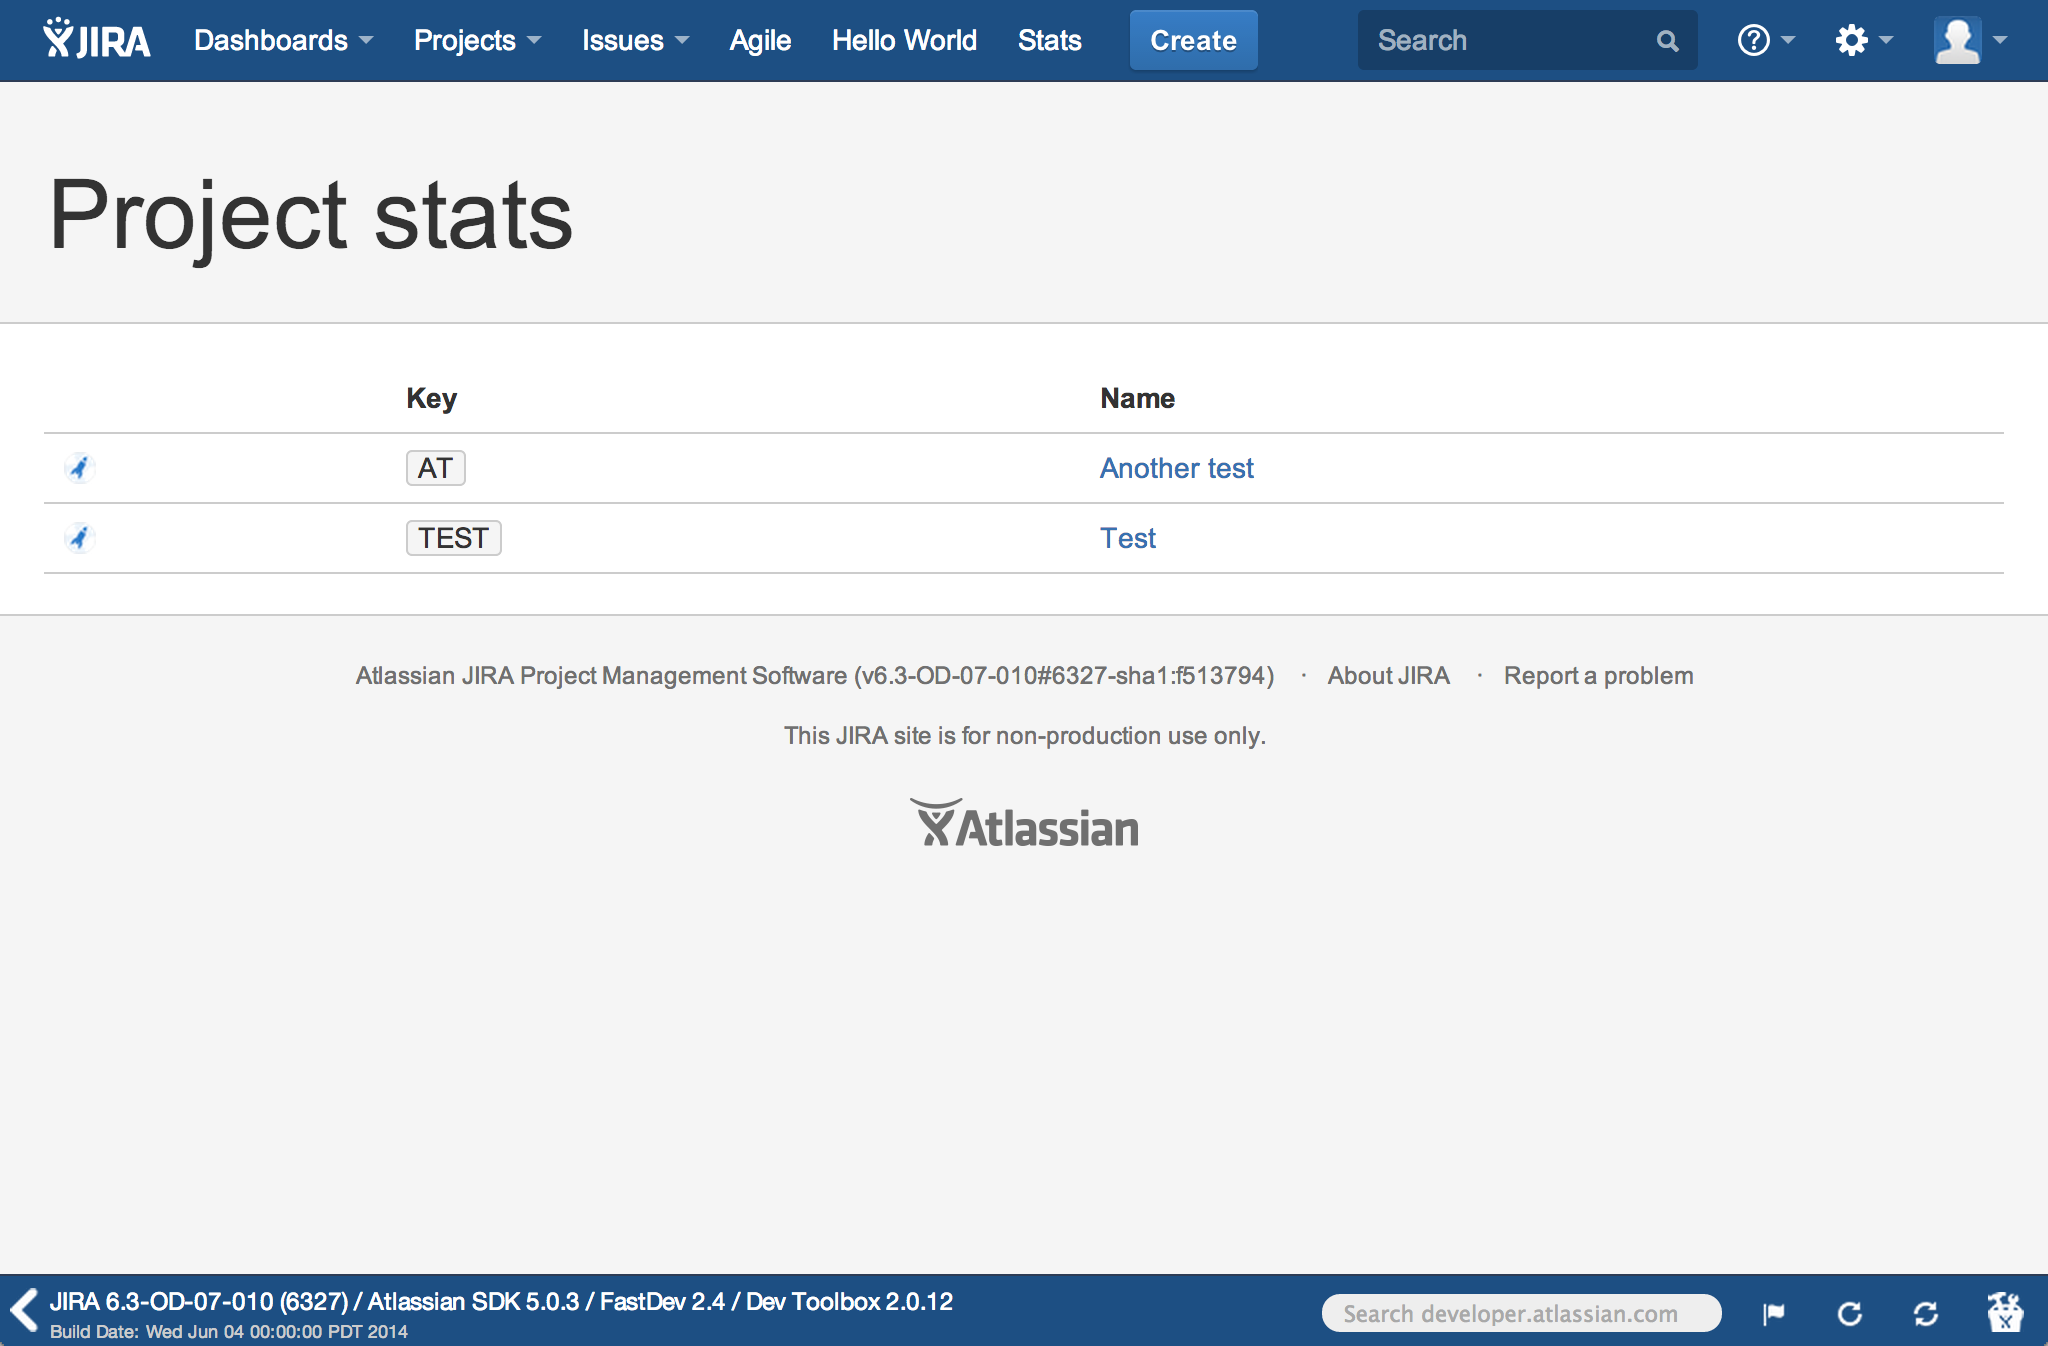 JIRA Dashboards Projects Issues Agile Hello World Stats Create Search ?
Project stats
Key Name
AT Another test
TEST Test
Atlassian JIRA Project Management Software (v6.3-OD-07-010#6327-sha1:f513794) · About JIRA · Report a problem
This JIRA site is for non-production use only.
Atlassian
JIRA 6.3-OD-07-010 (6327) / Atlassian SDK 5.0.3 / FastDev 2.4 / Dev Toolbox 2.0.12
Build Date: Wed Jun 04 00:00:00 PDT 2014
Search developer.atlassian.com